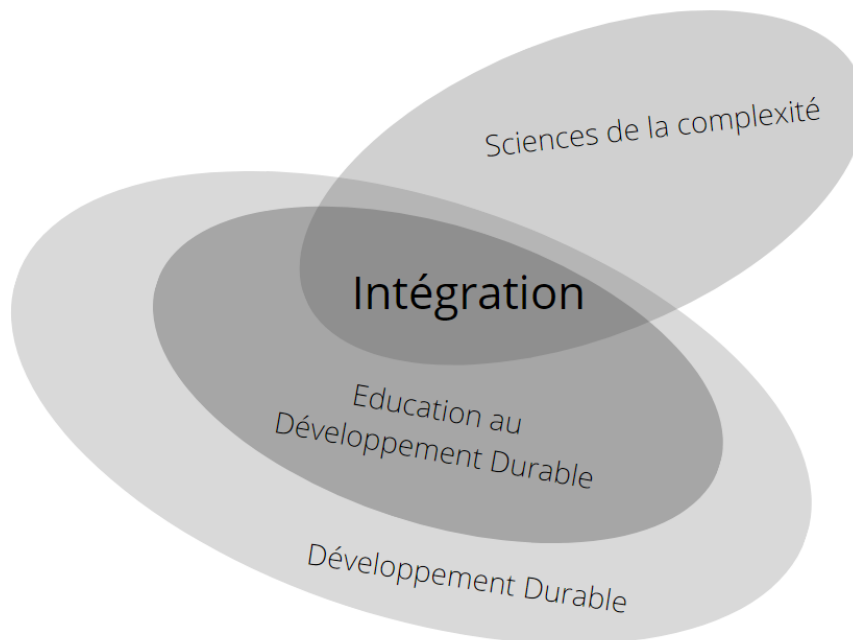 Sciences de la complexité
Intégration
Education au
Développement Durable
Développement Durable